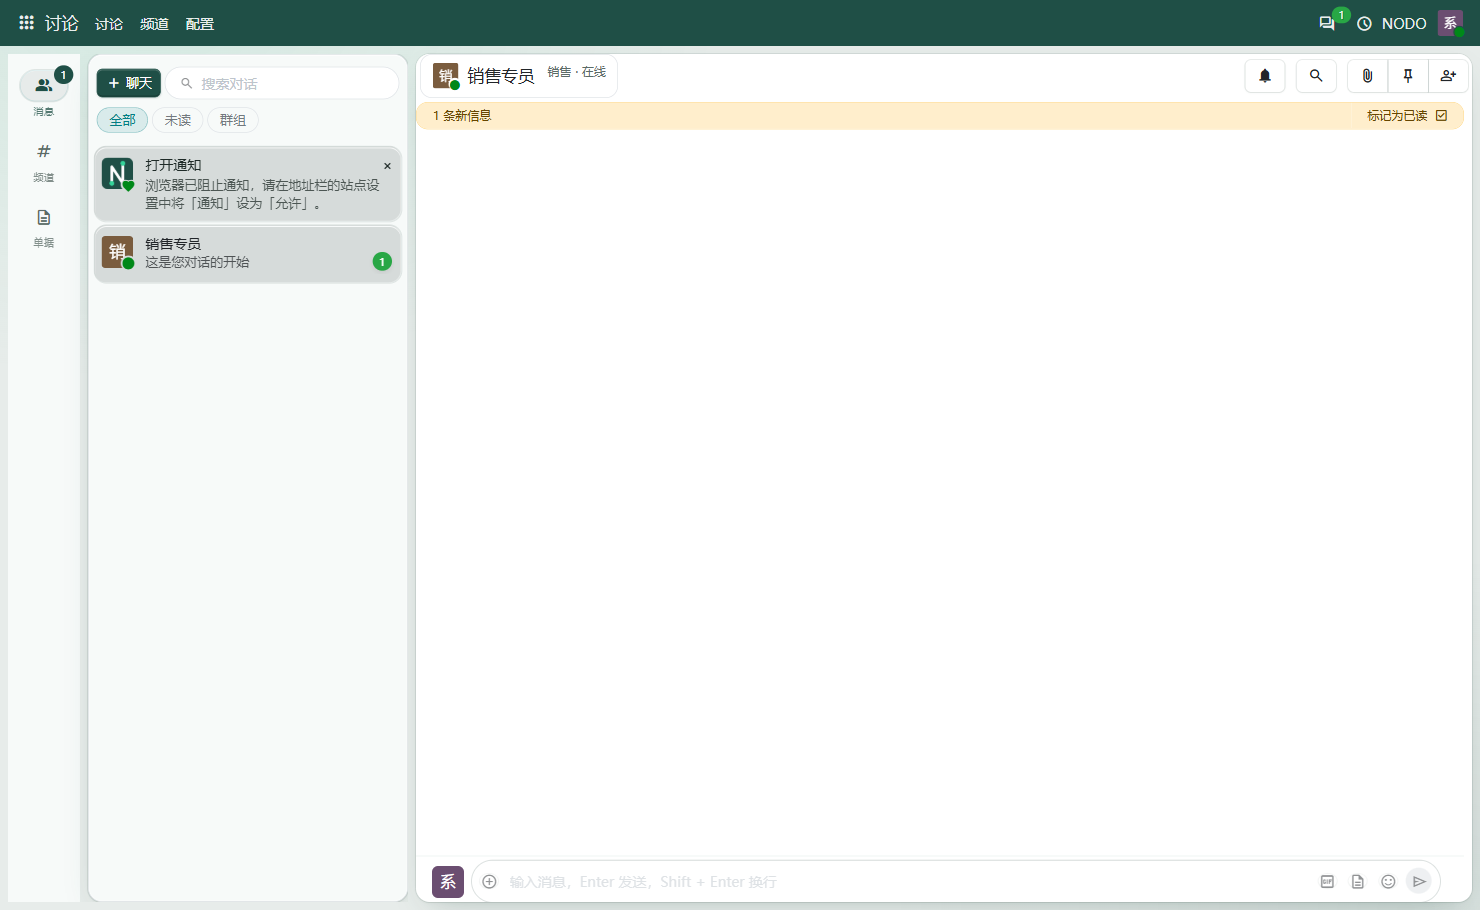 讨论 讨论 频道 配置 1 NODO 系
1
消息
频道
单据
聊天 搜索对话
全部 未读 群组
打开通知
浏览器已阻止通知，请在地址栏的站点设
置中将「通知」设为「允许」。
销 销售专员
这是您对话的开始 1
销 销售专员 销售 · 在线
1 条新信息 标记为已读
系 输入消息，Enter 发送，Shift + Enter 换行 GIF